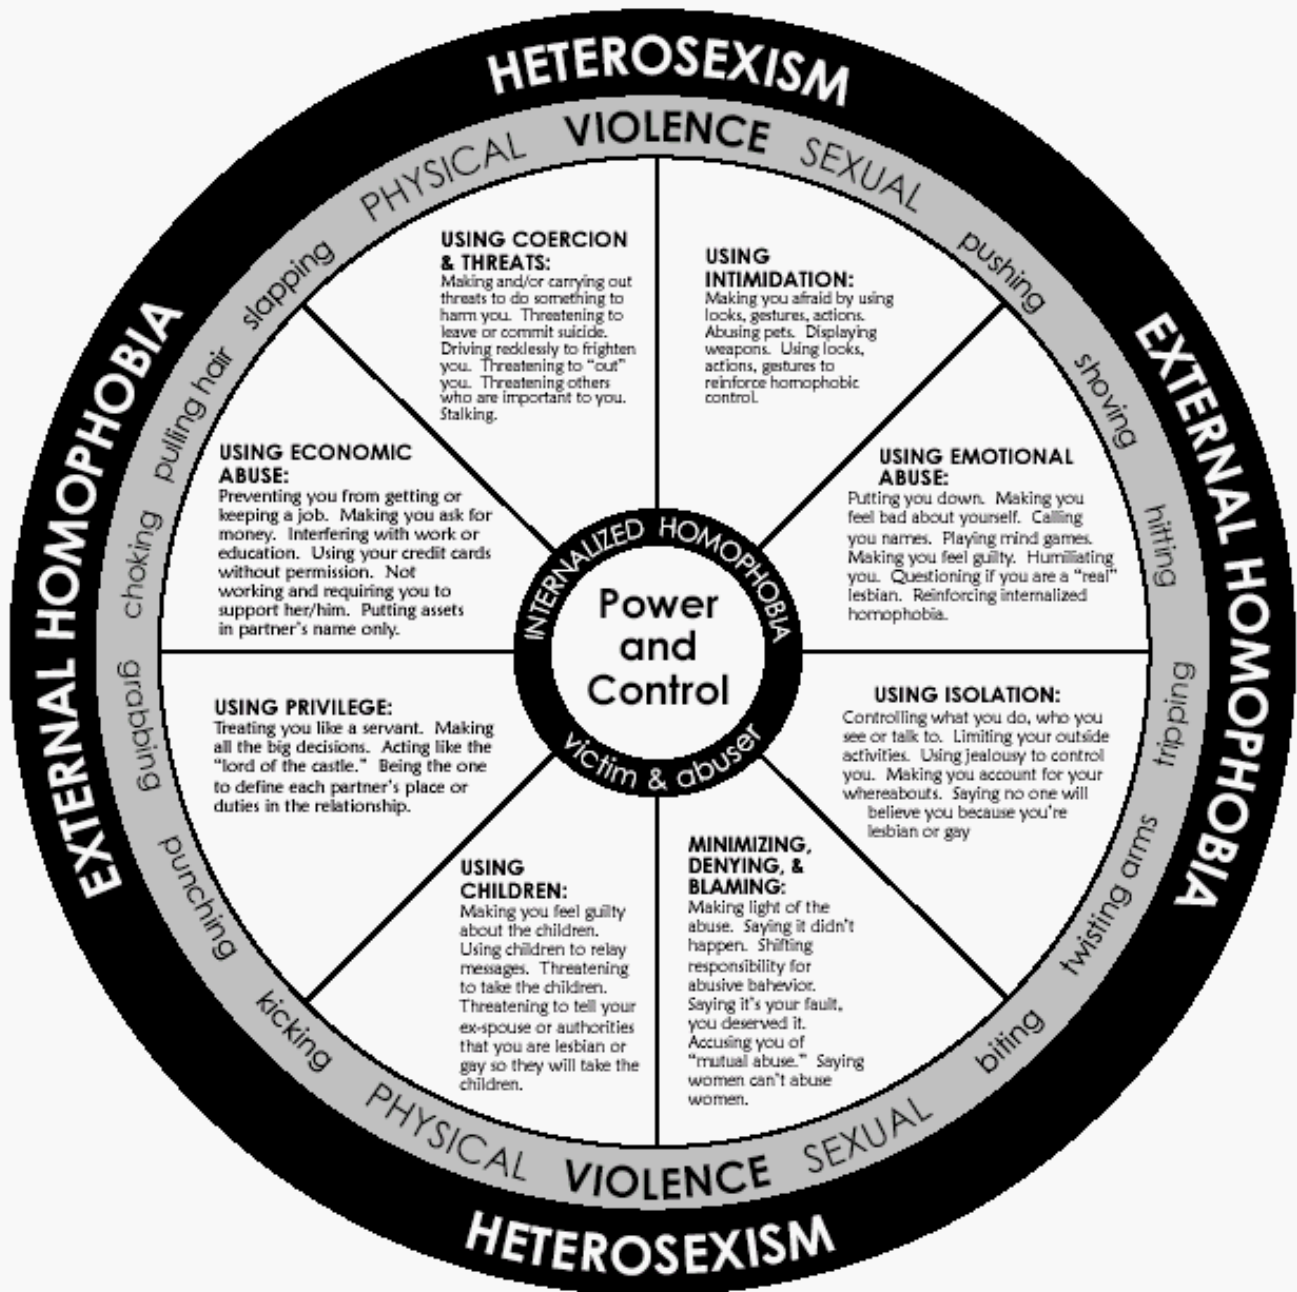 HETEROSEXISM
PHYSICAL VIOLENCE SEXUAL
pushing
shoving
hitting
tripping
twisting arms
biting
EXTERNAL HOMOPHOBIA
EXTERNAL HOMOPHOBIA
slapping
pulling hair
choking
grabbing
punching
kicking
USING COERCION
& THREATS:
Making and/or carrying out
threats to do something to
harm you. Threatening to
leave or commit suicide.
Driving recklessly to frighten
you. Threatening to “out”
you. Threatening others
who are important to you.
Stalking.
USING
INTIMIDATION:
Making you afraid by using
looks, gestures, actions.
Abusing pets. Displaying
weapons. Using looks,
actions, gestures to
reinforce homophobic
control.
USING EMOTIONAL
ABUSE:
Putting you down. Making you
feel bad about yourself. Calling
you names. Playing mind games.
Making you feel guilty. Humiliating
you. Questioning if you are a “real”
lesbian. Reinforcing internalized
homophobia.
USING ISOLATION:
Controlling what you do, who you
see or talk to. Limiting your outside
activities. Using jealousy to control
you. Making you account for your
whereabouts. Saying no one will
believe you because you’re
lesbian or gay
MINIMIZING,
DENYING, &
BLAMING:
Making light of the
abuse. Saying it didn’t
happen. Shifting
responsibility for
abusive bahevior.
Saying it’s your fault,
you deserved it.
Accusing you of
“mutual abuse.” Saying
women can’t abuse
women.
USING
CHILDREN:
Making you feel guilty
about the children.
Using children to relay
messages. Threatening
to take the children.
Threatening to tell your
ex-spouse or authorities
that you are lesbian or
gay so they will take the
children.
USING PRIVILEGE:
Treating you like a servant. Making
all the big decisions. Acting like the
“lord of the castle.” Being the one
to define each partner’s place or
duties in the relationship.
USING ECONOMIC
ABUSE:
Preventing you from getting or
keeping a job. Making you ask for
money. Interfering with work or
education. Using your credit cards
without permission. Not
working and requiring you to
support her/him. Putting assets
in partner’s name only.
INTERNALIZED HOMOPHOBIA
Power
and
Control
victim & abuser
PHYSICAL VIOLENCE SEXUAL
HETEROSEXISM